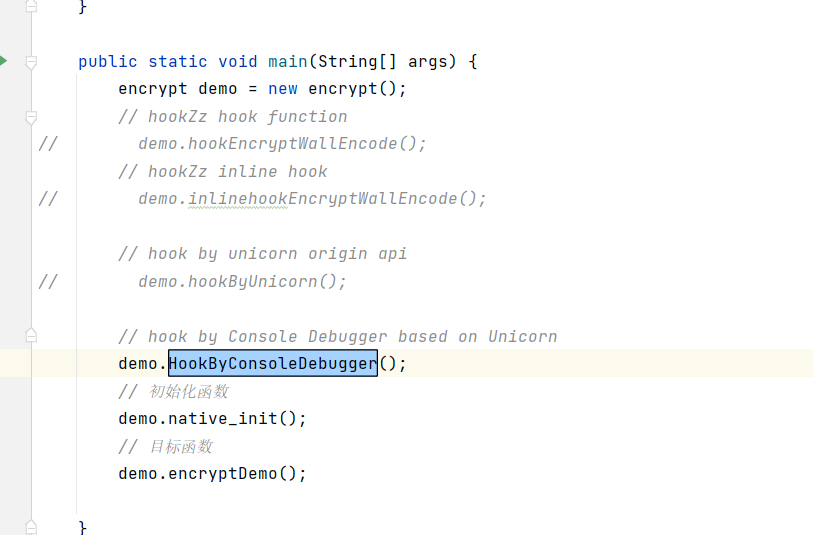 }
public static void main(String[] args) {
encrypt demo = new encrypt();
// hookZz hook function
// demo.hookEncryptWallEncode();
// hookZz inline hook
// demo.inlinehookEncryptWallEncode();
// hook by unicorn origin api
// demo.hookByUnicorn();
// hook by Console Debugger based on Unicorn
demo.HookByConsoleDebugger();
// 初始化函数
demo.native_init();
// 目标函数
demo.encryptDemo();
}